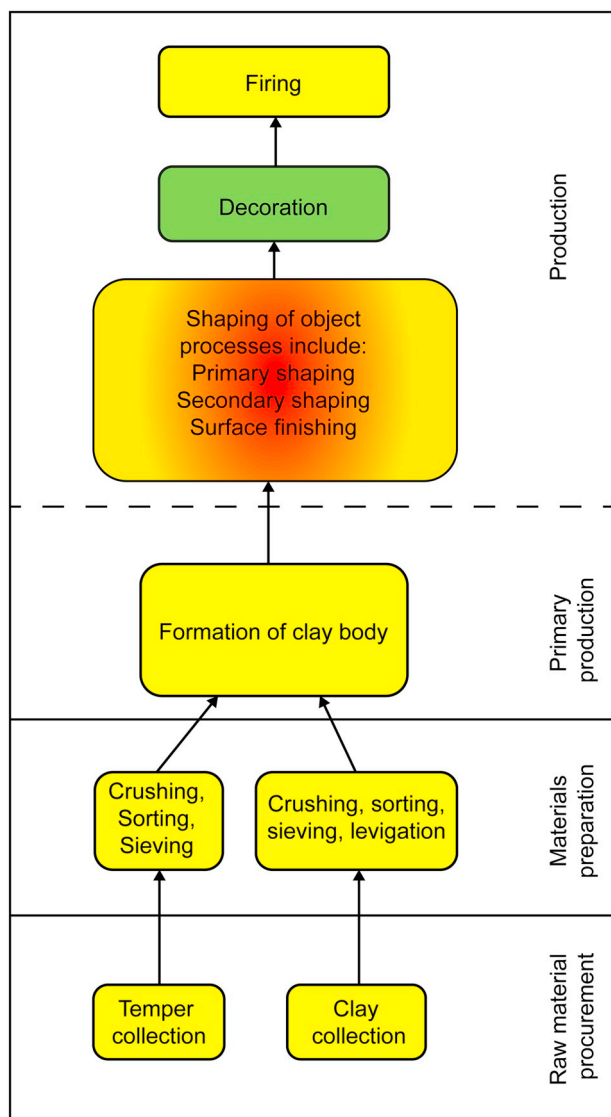 Firing
Decoration
Production
Shaping of object
processes include:
Primary shaping
Secondary shaping
Surface finishing
Formation of clay body
Primary
production
Crushing,
Sorting,
Sieving
Crushing, sorting,
sieving, levigation
Materials
preparation
Temper
collection
Clay
collection
Raw material
procurement